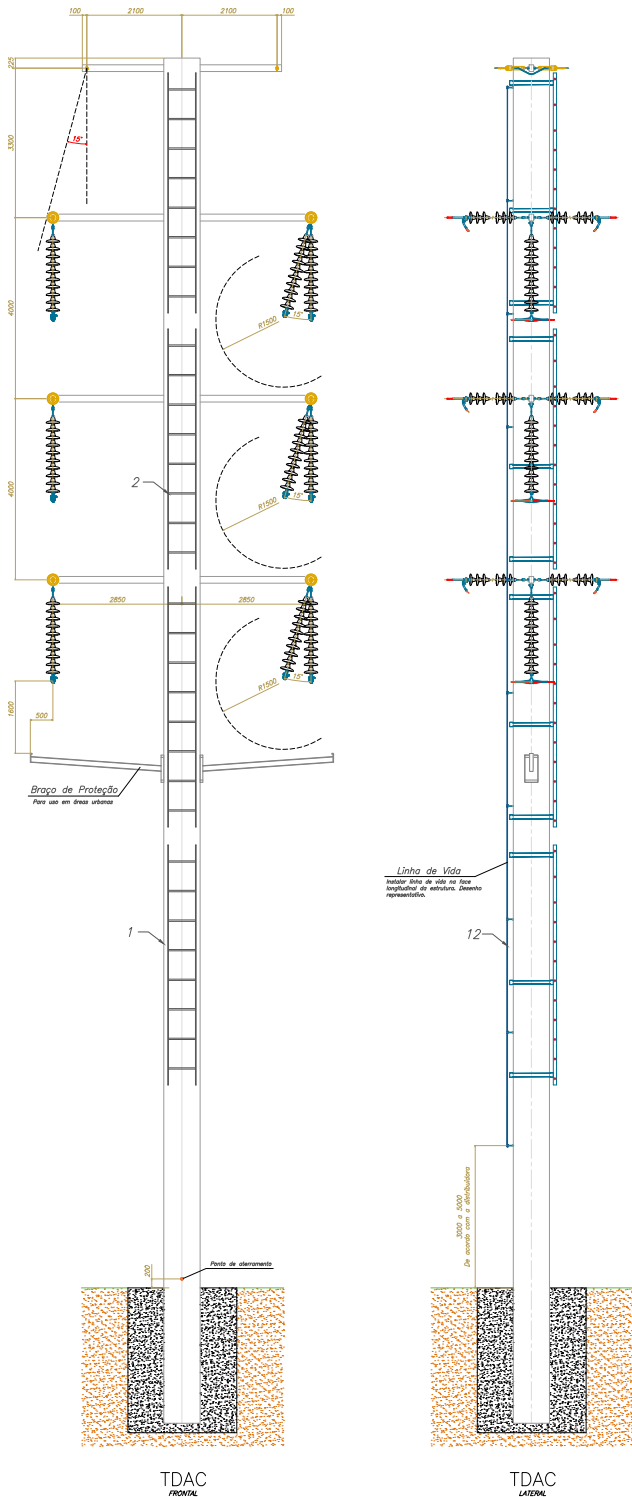 100
2100
2100
100
225
3300
15°
4000
R1500
15°
4000
2
R1500
15°
2850
2850
R1500
15°
1600
500
Braço de Proteção
Para uso em áreas urbanas
Linha de Vida
Instalar linha de vida na face
longitudinal da estrutura. Desenho
representativo.
1
12
3000 a 5000
De acordo com a distribuidora
200
Ponto de aterramento
TDAC
FRONTAL
TDAC
LATERAL